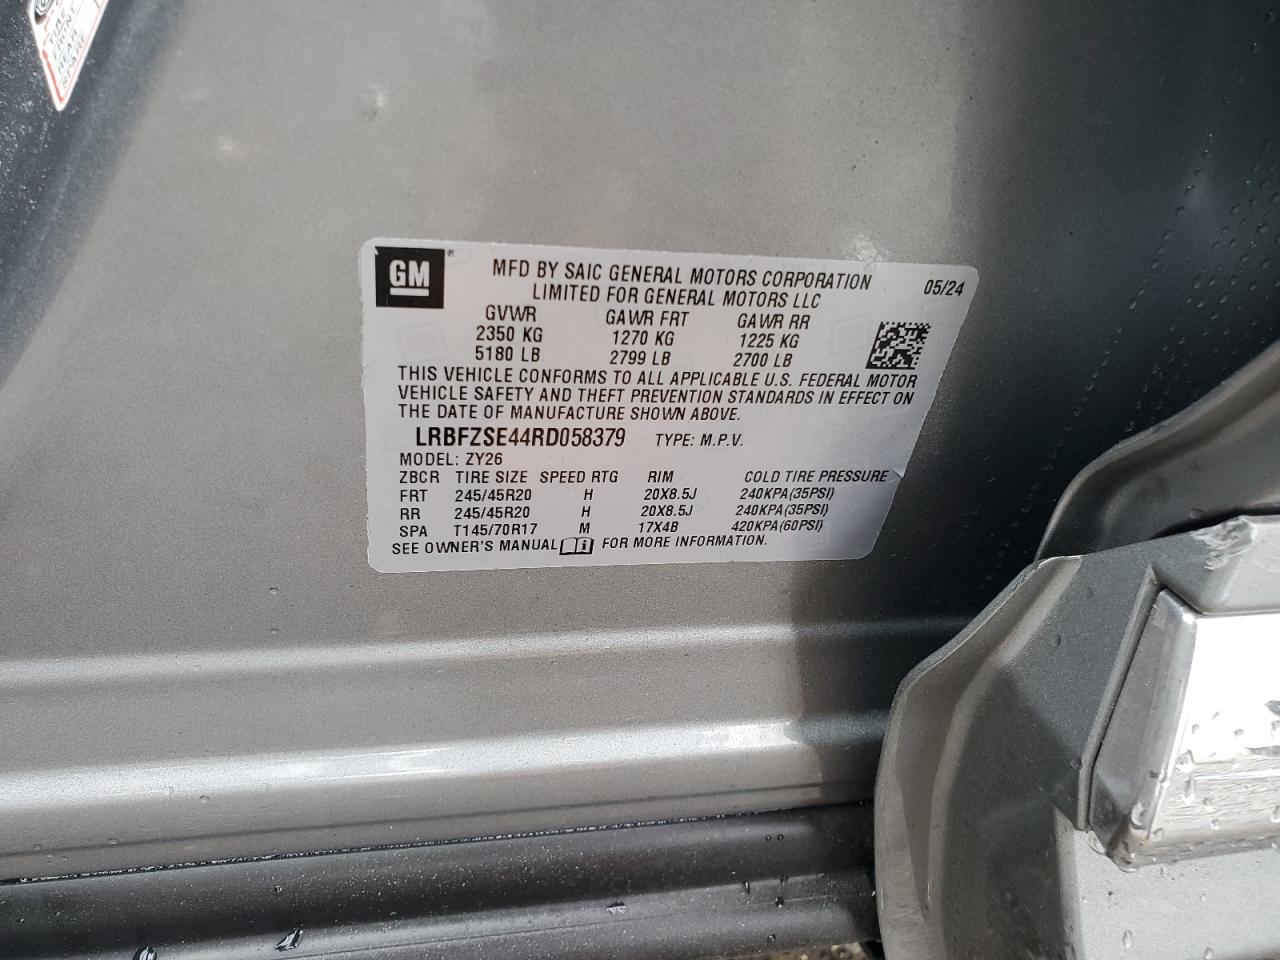 TIRE
FRONT
REAR
SPARE
GM ®
MFD BY SAIC GENERAL MOTORS CORPORATION
LIMITED FOR GENERAL MOTORS LLC
05/24
GVWR GAWR FRT GAWR RR
2350 KG 1270 KG 1225 KG
5180 LB 2799 LB 2700 LB
THIS VEHICLE CONFORMS TO ALL APPLICABLE U.S. FEDERAL MOTOR
VEHICLE SAFETY AND THEFT PREVENTION STANDARDS IN EFFECT ON
THE DATE OF MANUFACTURE SHOWN ABOVE.
LRBFZSE44RD058379 TYPE: M.P.V.
MODEL: ZY26
ZBCR TIRE SIZE SPEED RTG RIM COLD TIRE PRESSURE
FRT 245/45R20 H 20X8.5J 240KPA(35PSI)
RR 245/45R20 H 20X8.5J 240KPA(35PSI)
SPA T145/70R17 M 17X4B 420KPA(60PSI)
SEE OWNER'S MANUAL i FOR MORE INFORMATION.